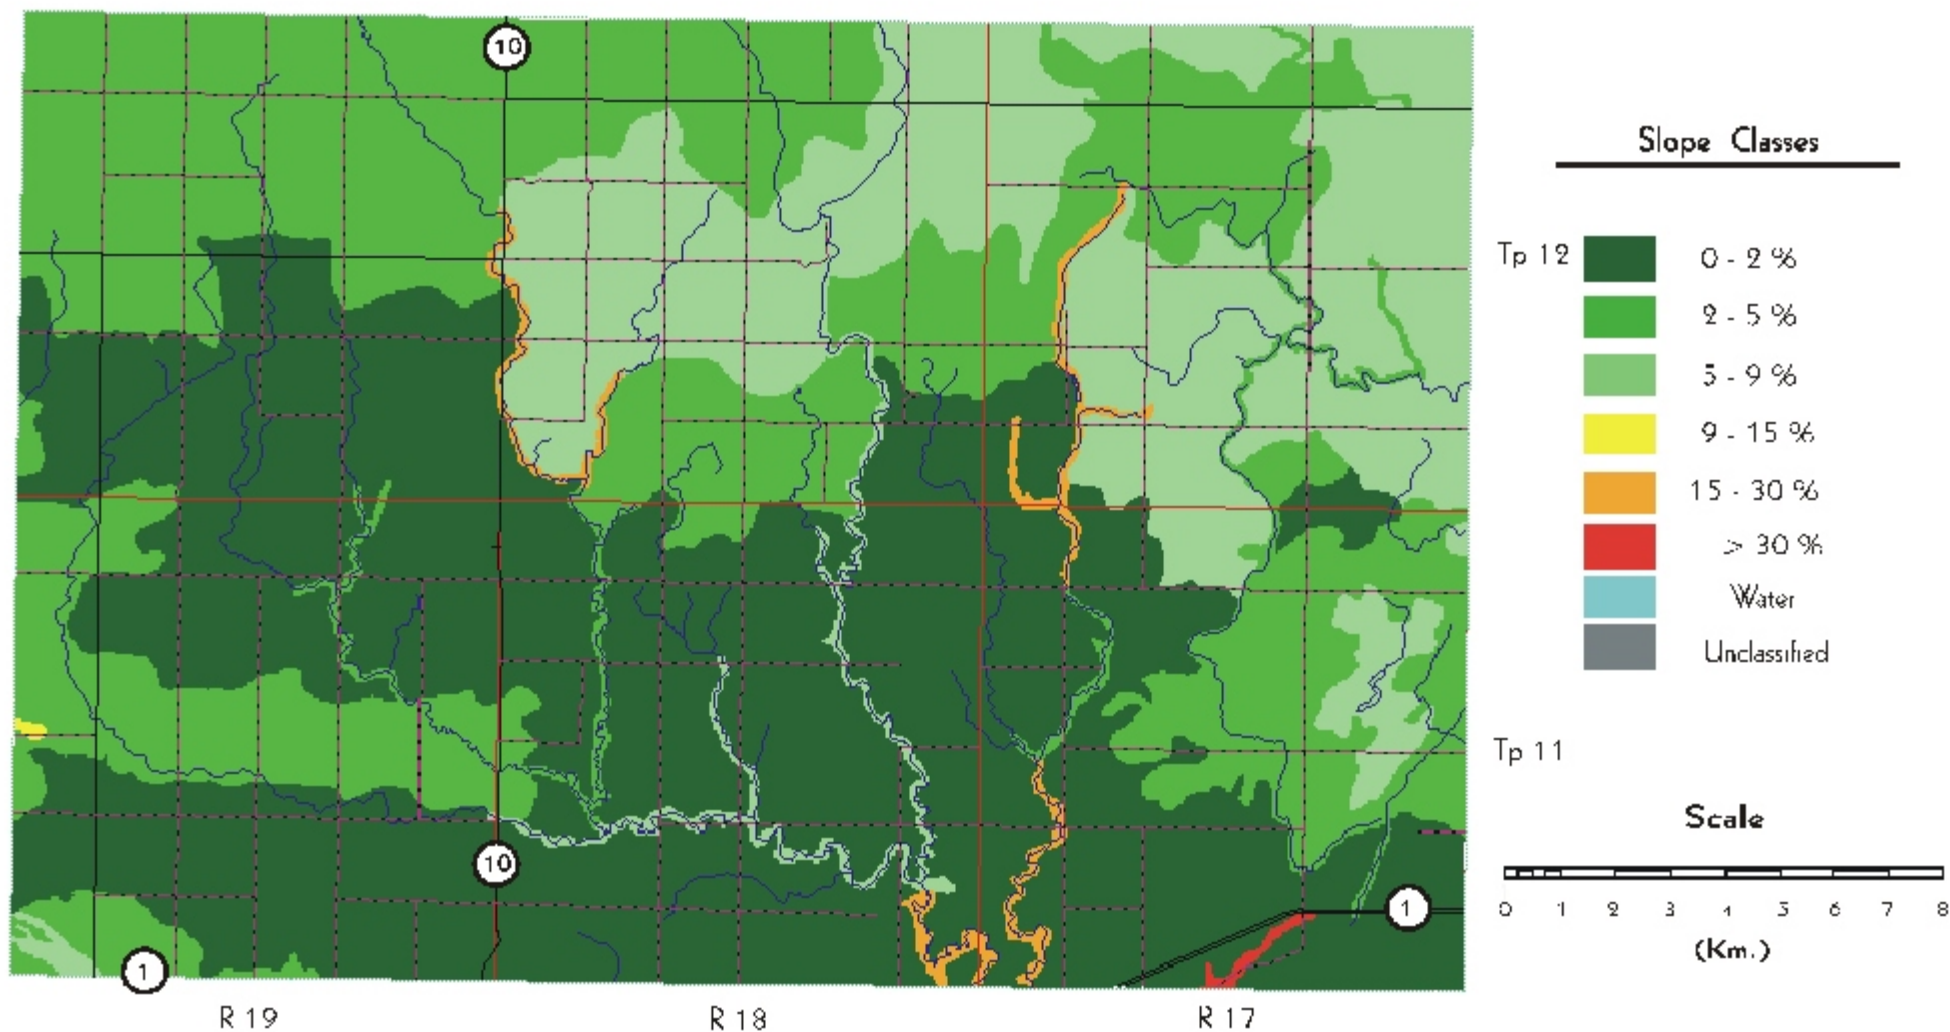 10
Slope Classes
Tp 12
0 - 2 %
2 - 5 %
5 - 9 %
9 - 15 %
15 - 30 %
> 30 %
Water
Unclassified
Tp 11
Scale
0 1 2 3 4 5 6 7 8
(Km.)
10
1
1
R 19
R 18
R 17